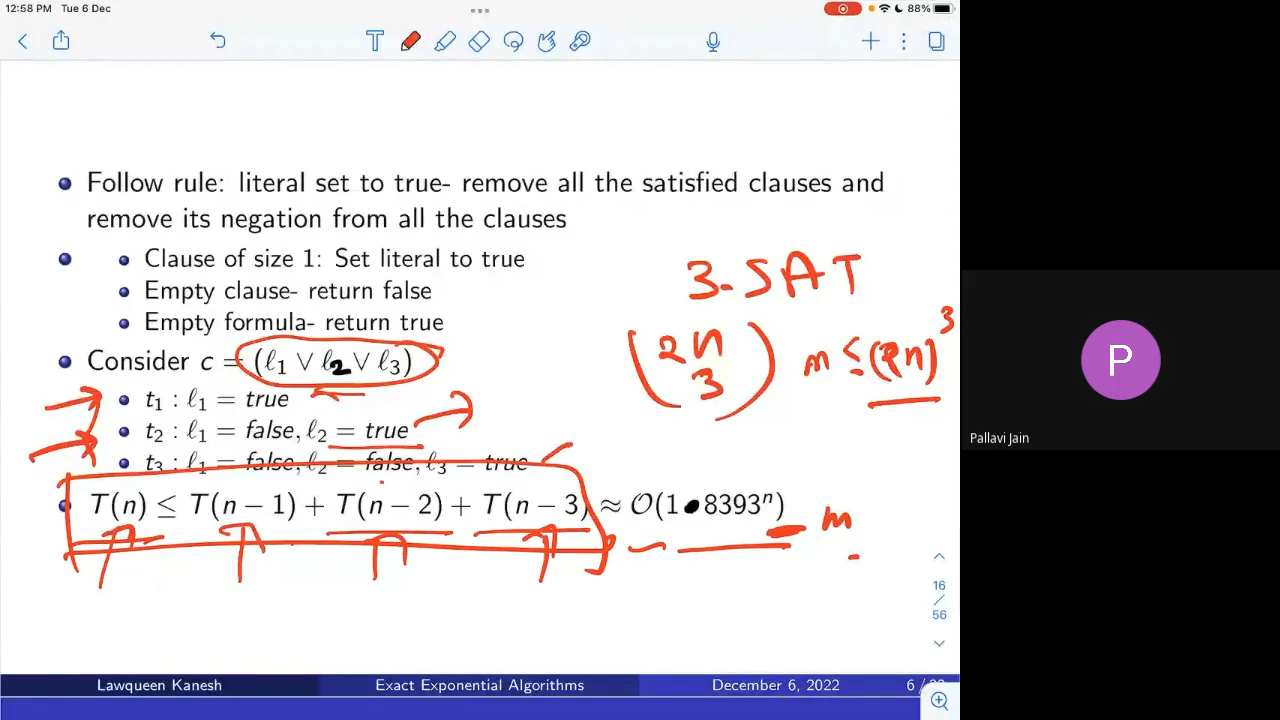 12:58 PM Tue 6 Dec
88%
Follow rule: literal set to true- remove all the satisfied clauses and
remove its negation from all the clauses
Clause of size 1: Set literal to true
Empty clause- return false
Empty formula- return true
3-SAT
(2n 3) m ≤ (2n)^3
Consider c = (ℓ1 ∨ ℓ2 ∨ ℓ3)
t1 : ℓ1 = true
t2 : ℓ1 = false, ℓ2 = true
t3 : ℓ1 = false, ℓ2 = false, ℓ3 = true
T(n) ≤ T(n − 1) + T(n − 2) + T(n − 3) ≈ O(1.8393^n) m
16
/
56
Lawqueen Kanesh Exact Exponential Algorithms December 6, 2022 6 /
P
Pallavi Jain